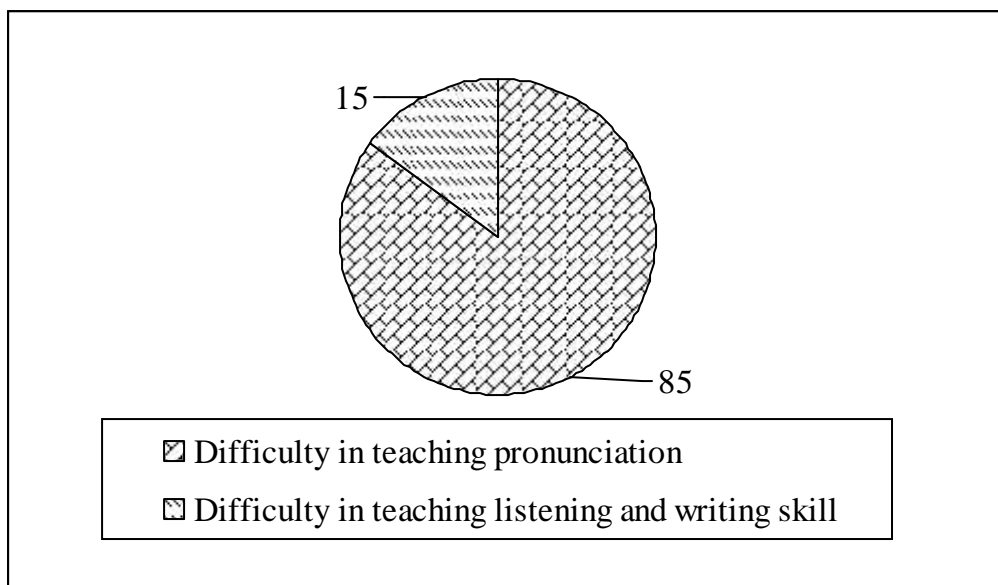 15
85
Difficulty in teaching pronunciation
Difficulty in teaching listening and writing skill